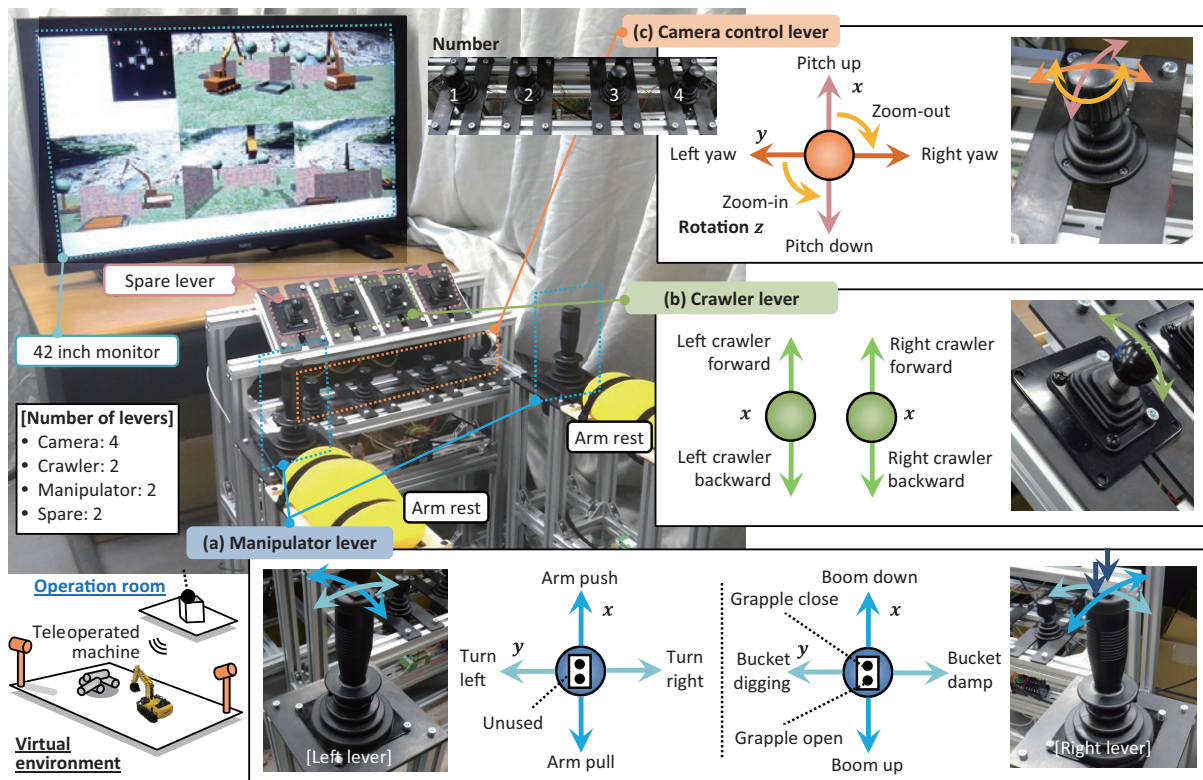 Number
1 2 3 4
(c) Camera control lever
Pitch up
x
Zoom-out
y
Left yaw
Right yaw
Zoom-in
Rotation z
Pitch down
Spare lever
42 inch monitor
(b) Crawler lever
Left crawler
forward
Right crawler
forward
x
x
Left crawler
backward
Right crawler
backward
[Number of levers]
• Camera: 4
• Crawler: 2
• Manipulator: 2
• Spare: 2
Arm rest
Arm rest
(a) Manipulator lever
Operation room
Teleoperated
machine
Virtual
environment
[Left lever]
Arm push
x
y
Turn
left
Turn
right
Unused
Arm pull
Boom down
Grapple close
x
y
Bucket
digging
Bucket
damp
Grapple open
Boom up
[Right lever]